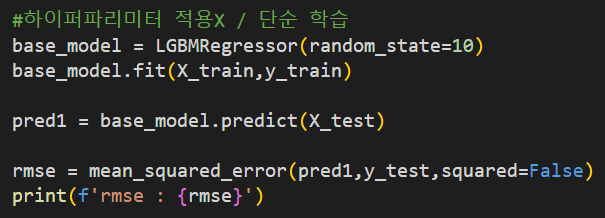 #하이퍼파리미터 적용X / 단순 학습
base_model = LGBMRegressor(random_state=10)
base_model.fit(X_train,y_train)
pred1 = base_model.predict(X_test)
rmse = mean_squared_error(pred1,y_test,squared=False)
print(f'rmse : {rmse}')